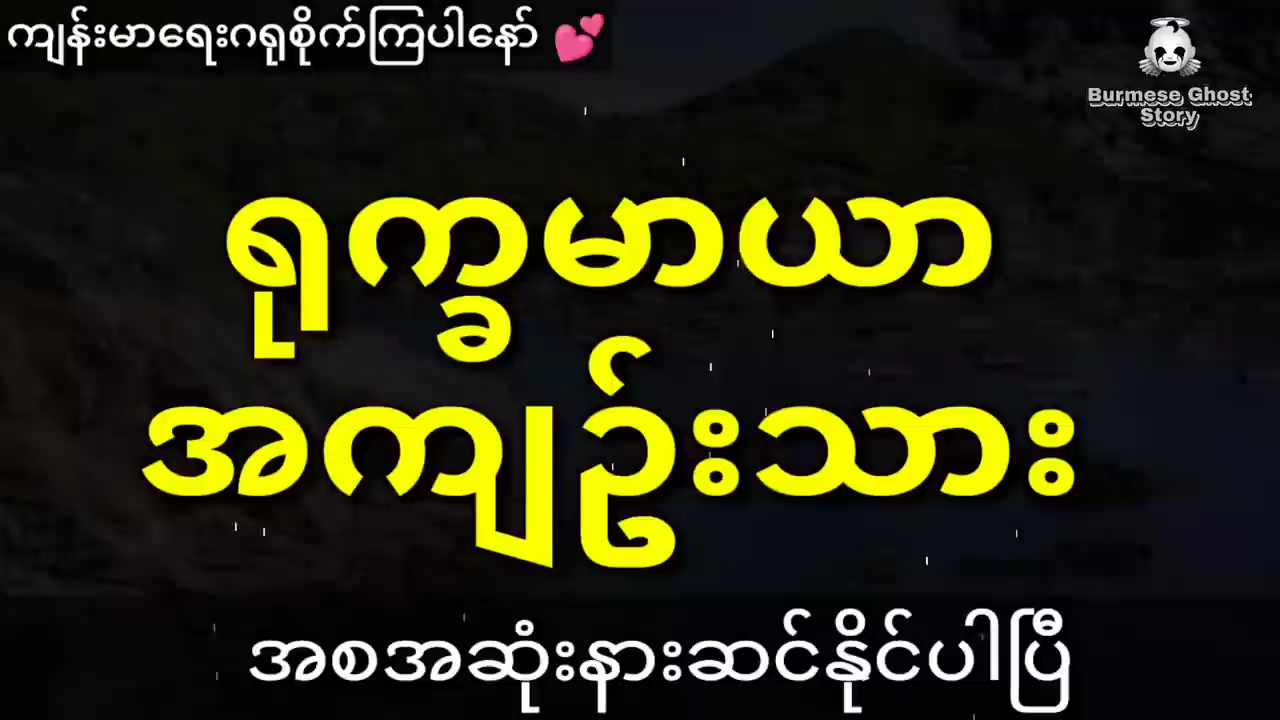 ကျန်းမာရေးဂရုစိုက်ကြပါနော် 💕
Burmese Ghost
Story
ရုက္ခမာယာ
အကျဉ်းသား
အစအဆုံးနားဆင်နိုင်ပါပြီ